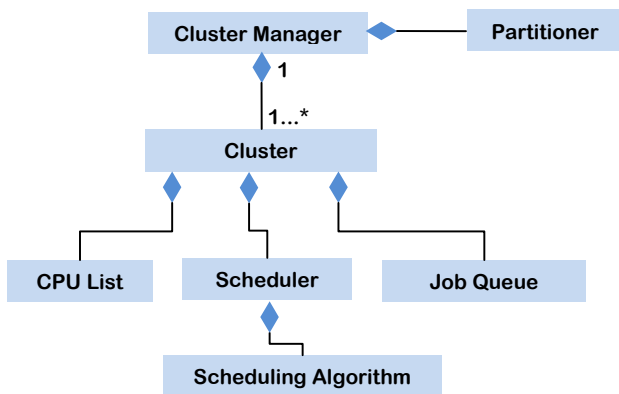 Cluster Manager
Partitioner
1
1...*
Cluster
CPU List
Scheduler
Job Queue
Scheduling Algorithm